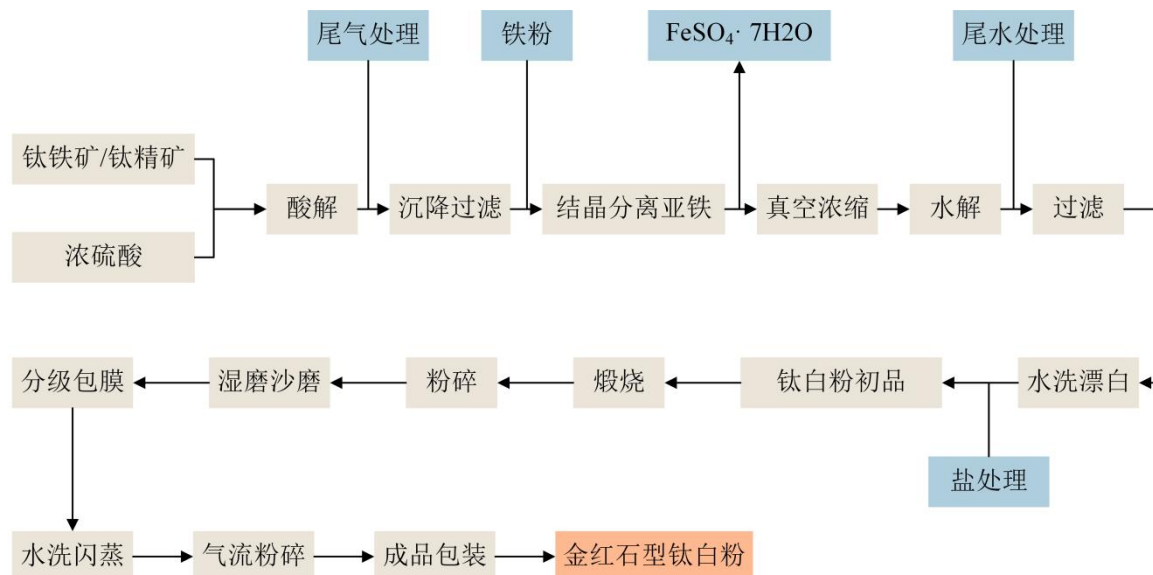 尾气处理
铁粉
FeSO₄· 7H2O
尾水处理
钛铁矿/钛精矿
浓硫酸
酸解
沉降过滤
结晶分离亚铁
真空浓缩
水解
过滤
分级包膜
湿磨沙磨
粉碎
煅烧
钛白粉初品
水洗漂白
盐处理
水洗闪蒸
气流粉碎
成品包装
金红石型钛白粉